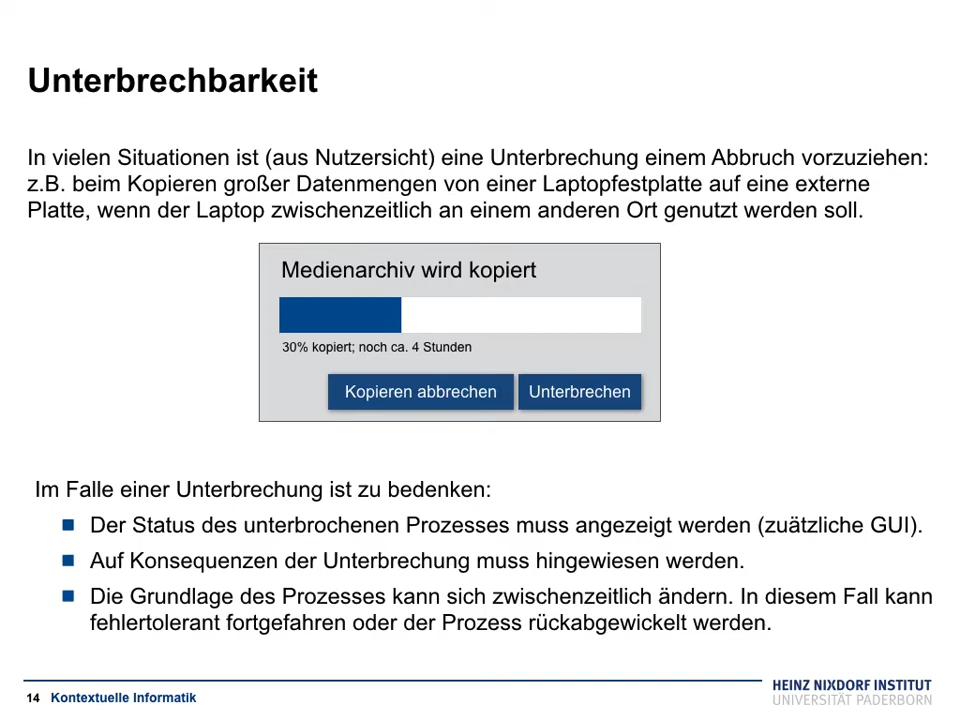 Unterbrechbarkeit
In vielen Situationen ist (aus Nutzersicht) eine Unterbrechung einem Abbruch vorzuziehen:
z.B. beim Kopieren großer Datenmengen von einer Laptopfestplatte auf eine externe
Platte, wenn der Laptop zwischenzeitlich an einem anderen Ort genutzt werden soll.
Medienarchiv wird kopiert
30% kopiert; noch ca. 4 Stunden
Kopieren abbrechen Unterbrechen
Im Falle einer Unterbrechung ist zu bedenken:
Der Status des unterbrochenen Prozesses muss angezeigt werden (zuätzliche GUI).
Auf Konsequenzen der Unterbrechung muss hingewiesen werden.
Die Grundlage des Prozesses kann sich zwischenzeitlich ändern. In diesem Fall kann
fehlertolerant fortgefahren oder der Prozess rückabgewickelt werden.
14 Kontextuelle Informatik
HEINZ NIXDORF INSTITUT
UNIVERSITÄT PADERBORN